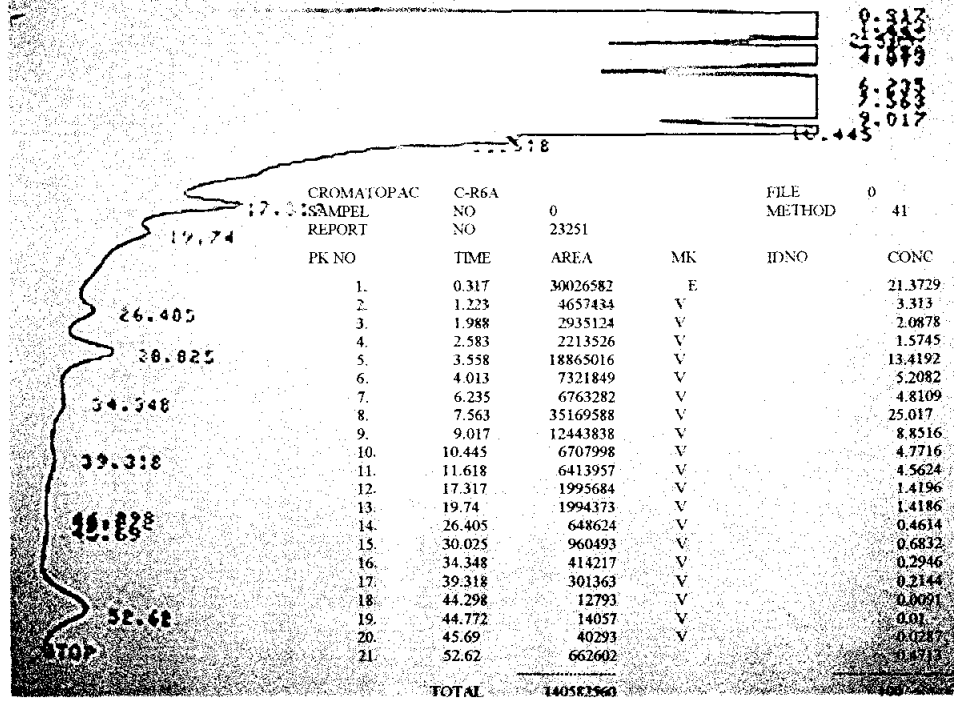 0.317
4.013
6.235
7.563
9.017
10.445
CROMATOPAC C-R6A FILE 0
17.317 SAMPEL NO 0 METHOD 41
REPORT NO 23251
19.74
PK NO TIME AREA MK IDNO CONC
1. 0.317 30026582 E 21.3729
2. 1.223 4657434 V 3.313
3. 1.988 2935124 V 2.0878
26.405
4. 2.583 2213526 V 1.5745
5. 3.558 18865016 V 13.4192
6. 4.013 7321849 V 5.2082
7. 6.235 6763282 V 4.8109
8. 7.563 35169588 V 25.017
34.348
9. 9.017 12443838 V 8.8516
10. 10.445 6707998 V 4.7716
11. 11.618 6413957 V 4.5624
39.318
12. 17.317 1995684 V 1.4196
13. 19.74 1994373 V 1.4186
14. 26.405 648624 V 0.4614
15. 30.025 960493 V 0.6832
16. 34.348 414217 V 0.2946
17. 39.318 301363 V 0.2144
18. 44.298 12793 V 0.0091
19. 44.772 14057 V 0.01
52.62
20. 45.69 40293 V 0.0287
STOP
21. 52.62 662602 0.4713
TOTAL 140582560 100